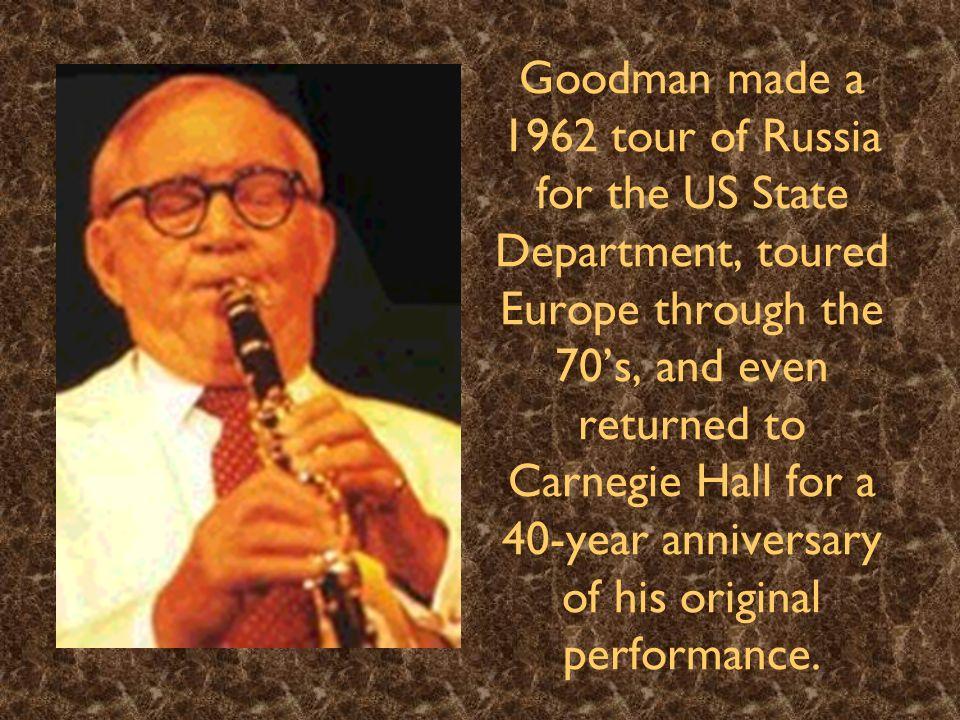 Goodman made a
1962 tour of Russia
for the US State
Department, toured
Europe through the
70’s, and even
returned to
Carnegie Hall for a
40-year anniversary
of his original
performance.